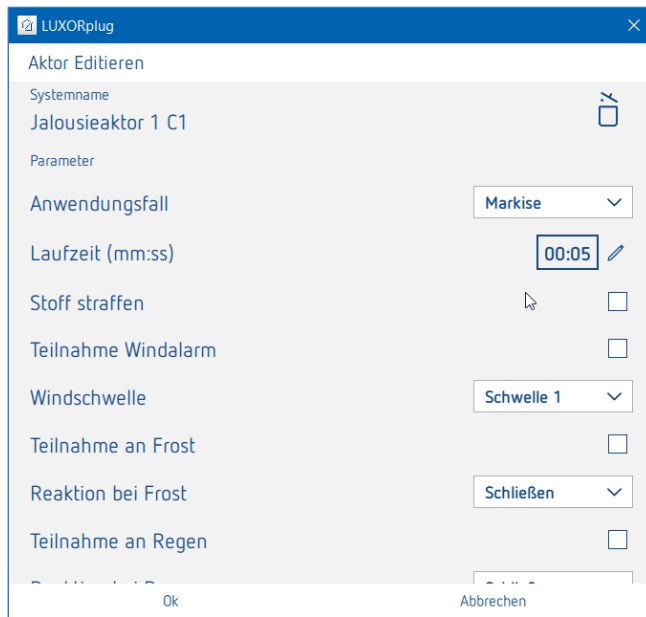 LUXORplug
Aktor Editieren
Systemname
Jalousieaktor 1 C1
Parameter
Anwendungsfall Markise
Laufzeit (mm:ss) 00:05
Stoff straffen
Teilnahme Windalarm
Windschwelle Schwelle 1
Teilnahme an Frost
Reaktion bei Frost Schließen
Teilnahme an Regen
Ok Abbrechen